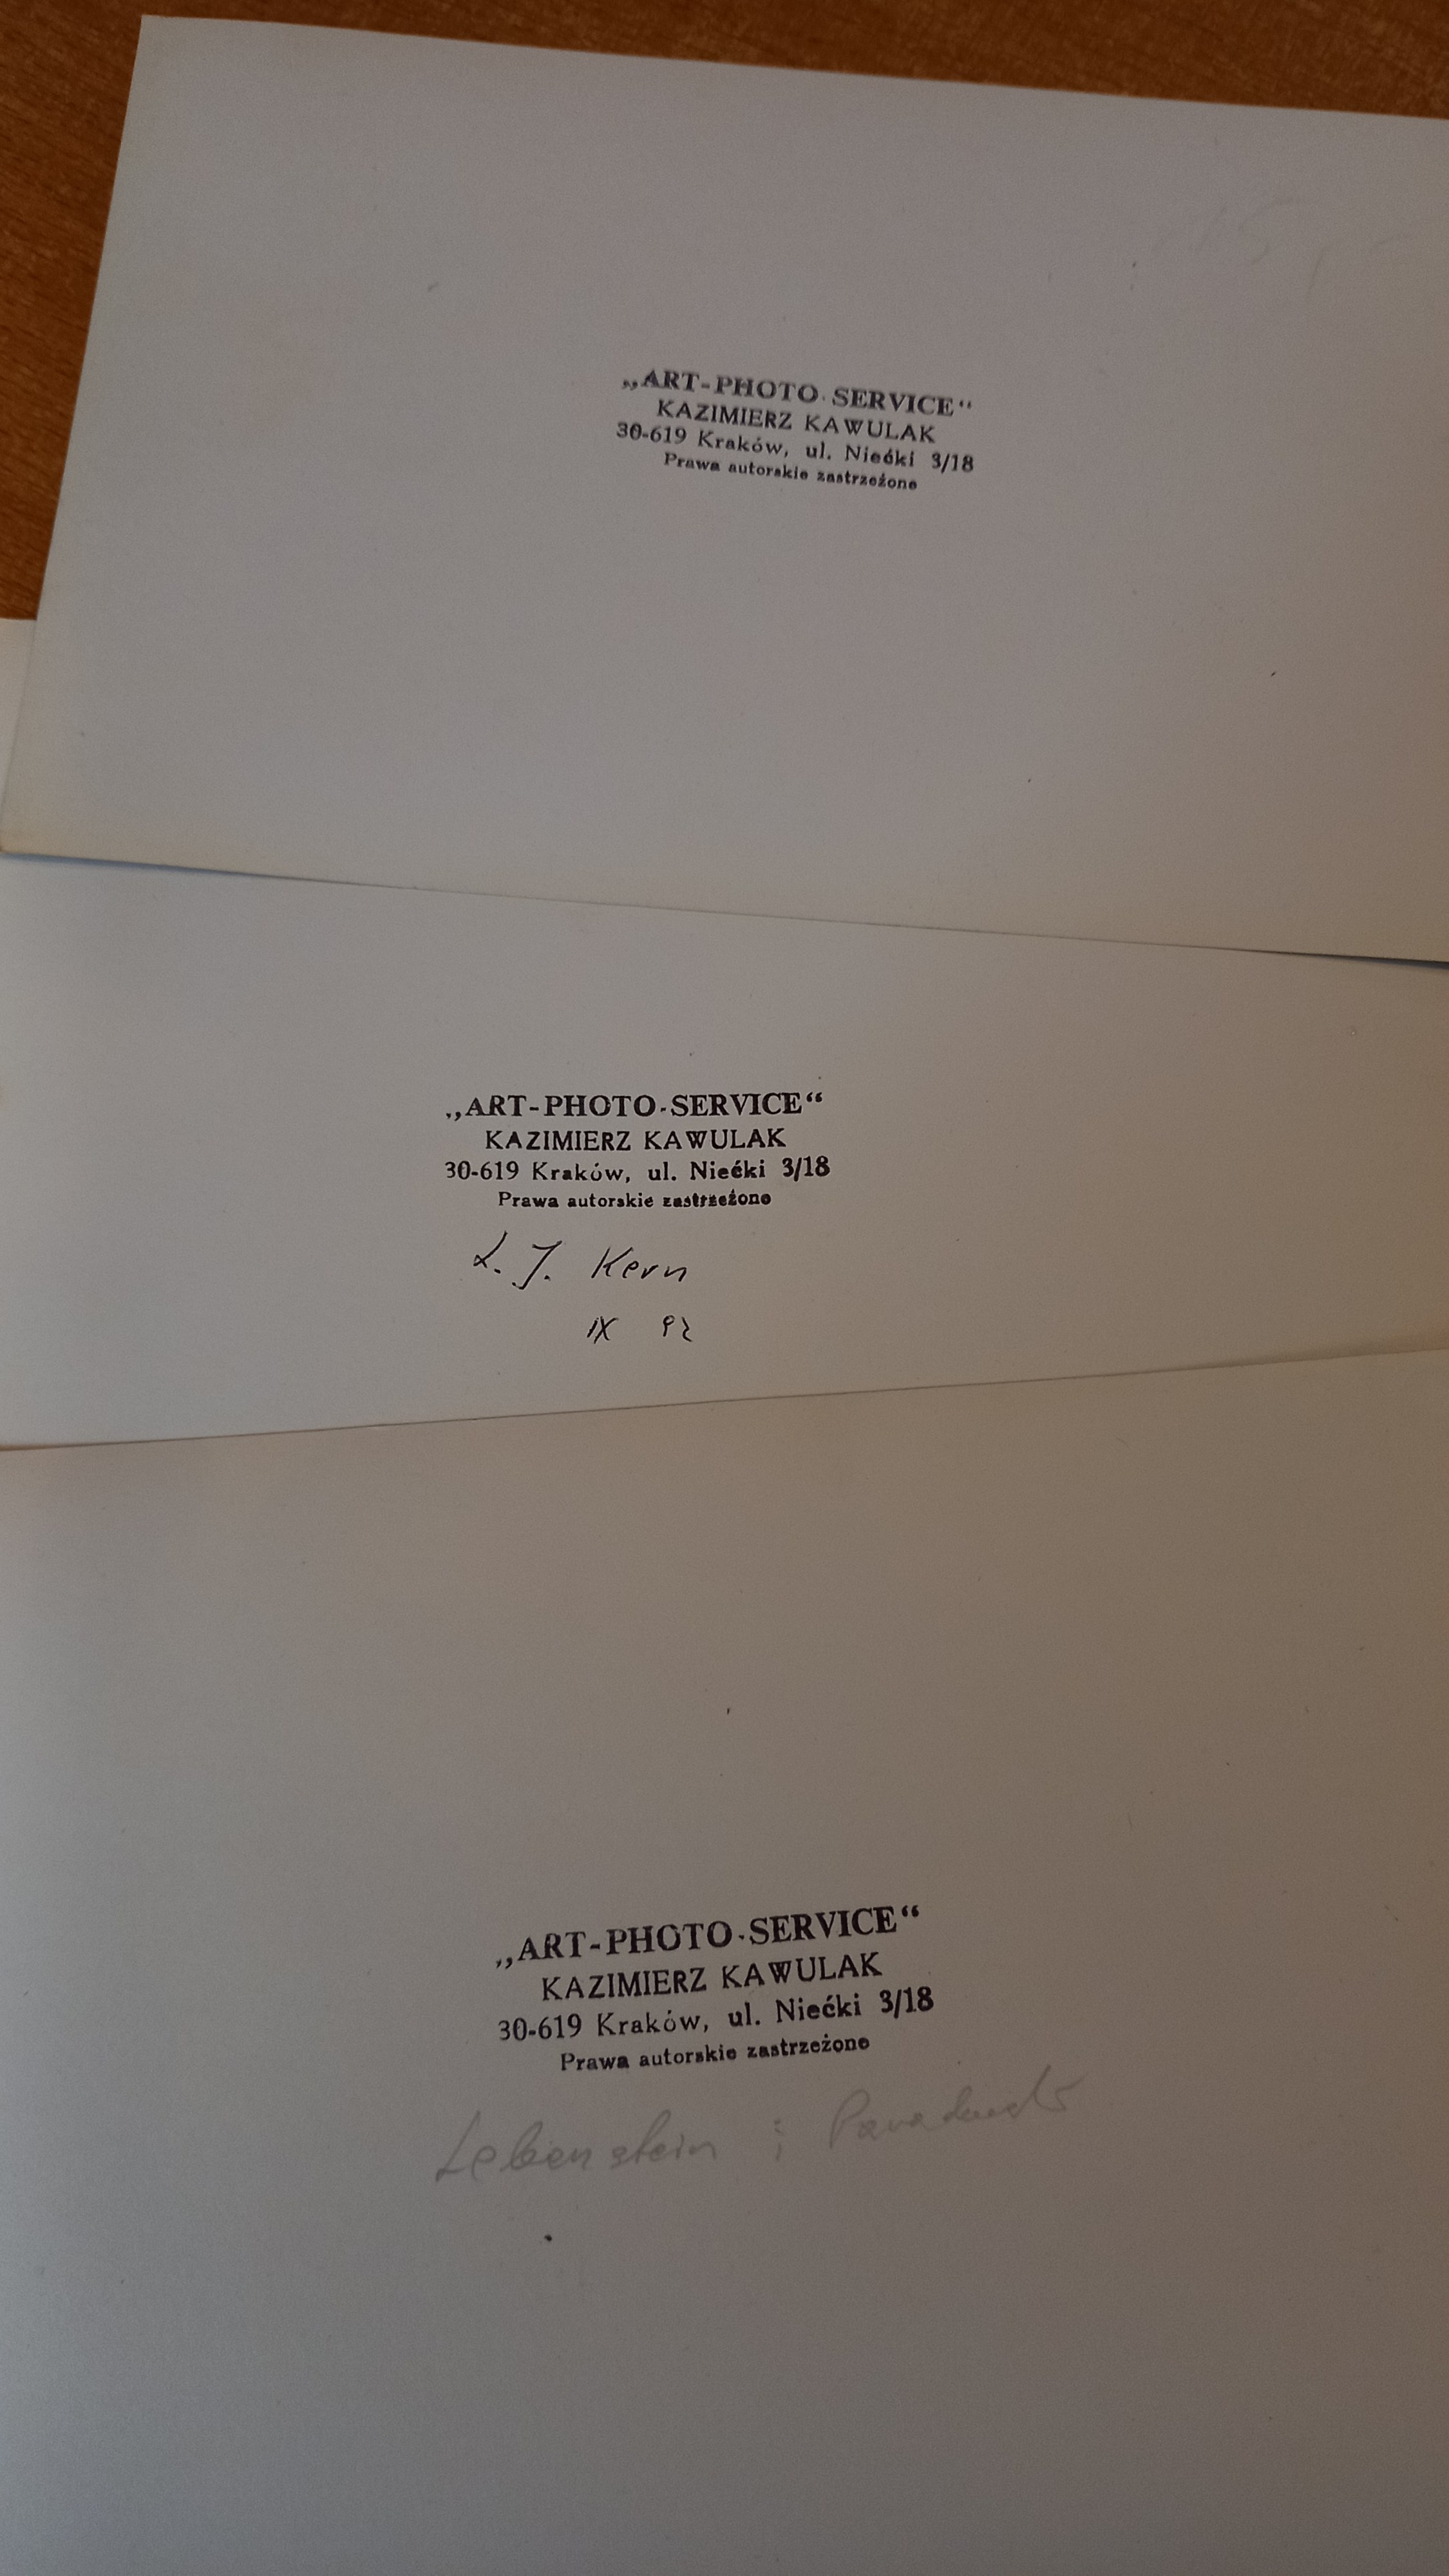 „ART-PHOTO-SERVICE“
KAZIMIERZ KAWULAK
30-619 Kraków, ul. Niećki 3/18
Prawa autorskie zastrzeżone
„ART-PHOTO-SERVICE“
KAZIMIERZ KAWULAK
30-619 Kraków, ul. Niećki 3/18
Prawa autorskie zastrzeżone
L. J. Kern
IX 92
„ART-PHOTO-SERVICE“
KAZIMIERZ KAWULAK
30-619 Kraków, ul. Niećki 3/18
Prawa autorskie zastrzeżone
Lebenstein i